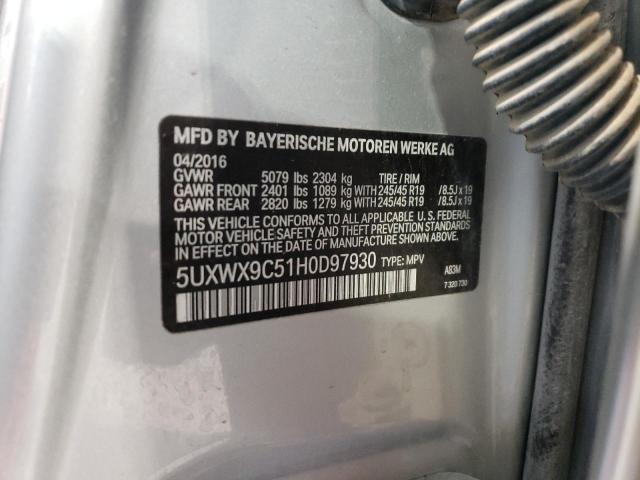 MFD BY BAYERISCHE MOTOREN WERKE AG
04/2016
GVWR 5079 lbs 2304 kg TIRE / RIM
GAWR FRONT 2401 lbs 1089 kg WITH 245/45 R19 /8.5J x 19
GAWR REAR 2820 lbs 1279 kg WITH 245/45 R19 /8.5J x 19
THIS VEHICLE CONFORMS TO ALL APPLICABLE U.S. FEDERAL
MOTOR VEHICLE SAFETY AND THEFT PREVENTION STANDARDS
IN EFFECT ON THE DATE OF MANUFACTURE SHOWN ABOVE.
5UXWX9C51H0D97930 TYPE: MPV
A83M
7 320 730